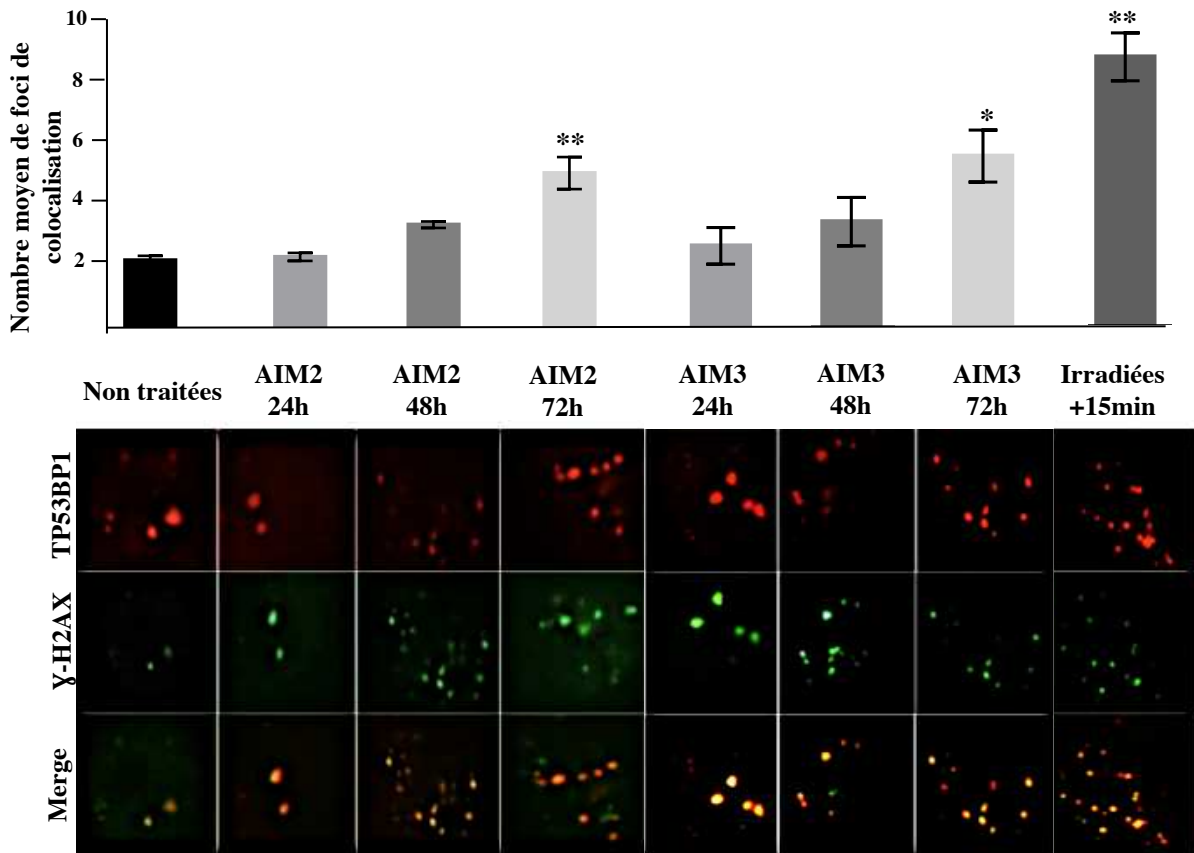 Nombre moyen de foci de
colocalisation
10
8
6
4
2
**
*
**
Non traitées
AIM2
24h
AIM2
48h
AIM2
72h
AIM3
24h
AIM3
48h
AIM3
72h
Irradiées
+15min
TP53BP1
γ-H2AX
Merge